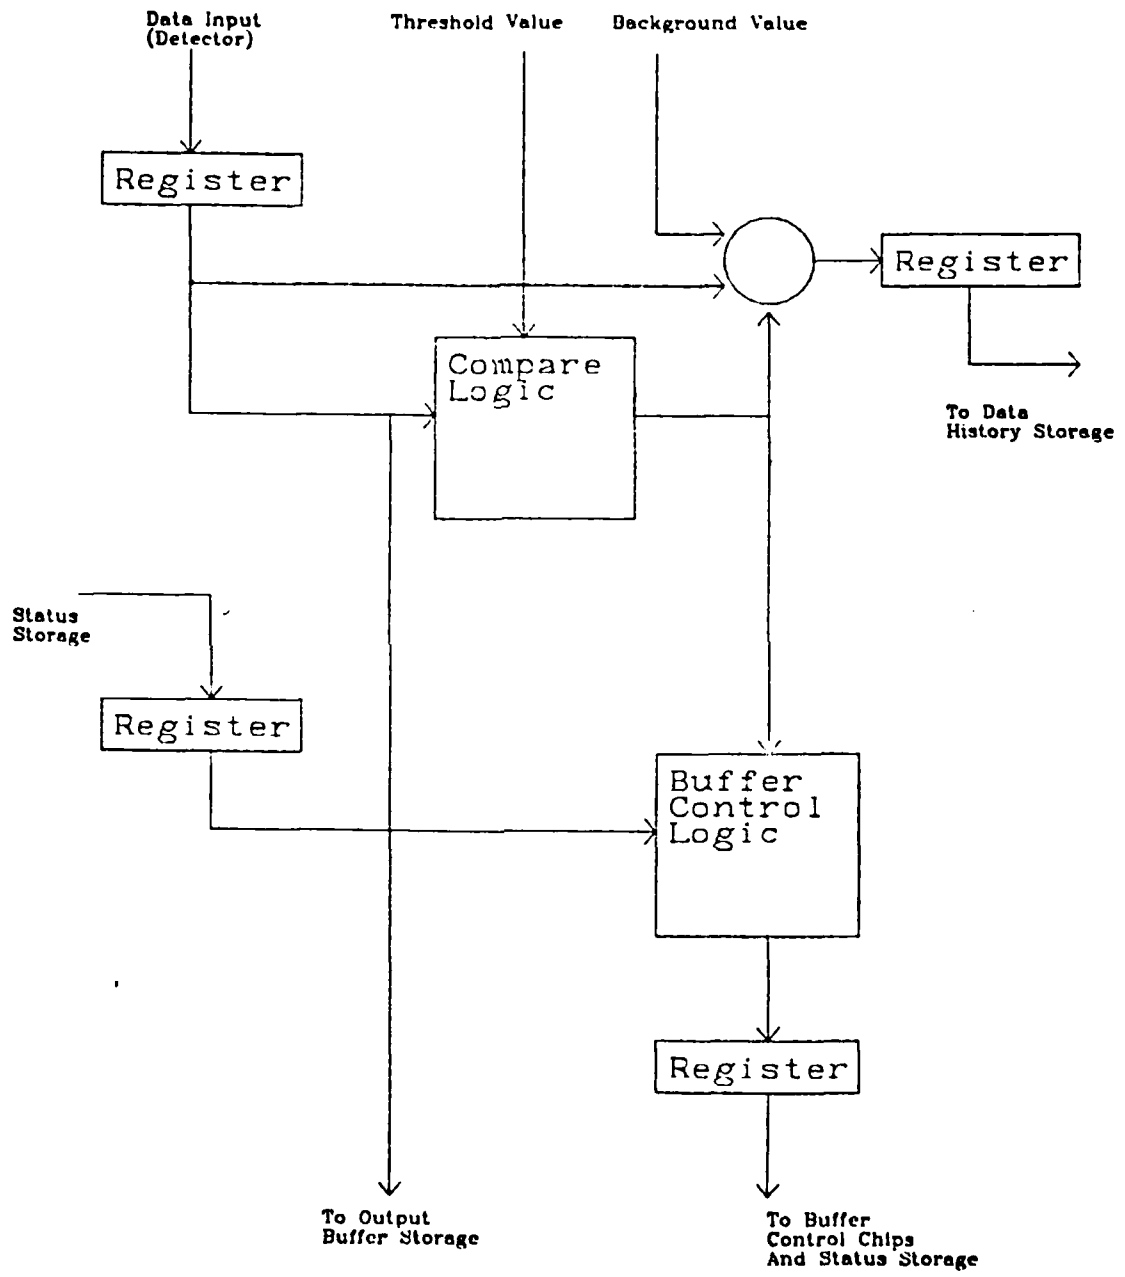 Data Input
(Detector)
Threshold Value
Background Value
Register
Register
Compare
Logic
To Data
History Storage
Status
Storage
Register
Buffer
Control
Logic
Register
To Output
Buffer Storage
To Buffer
Control Chips
And Status Storage